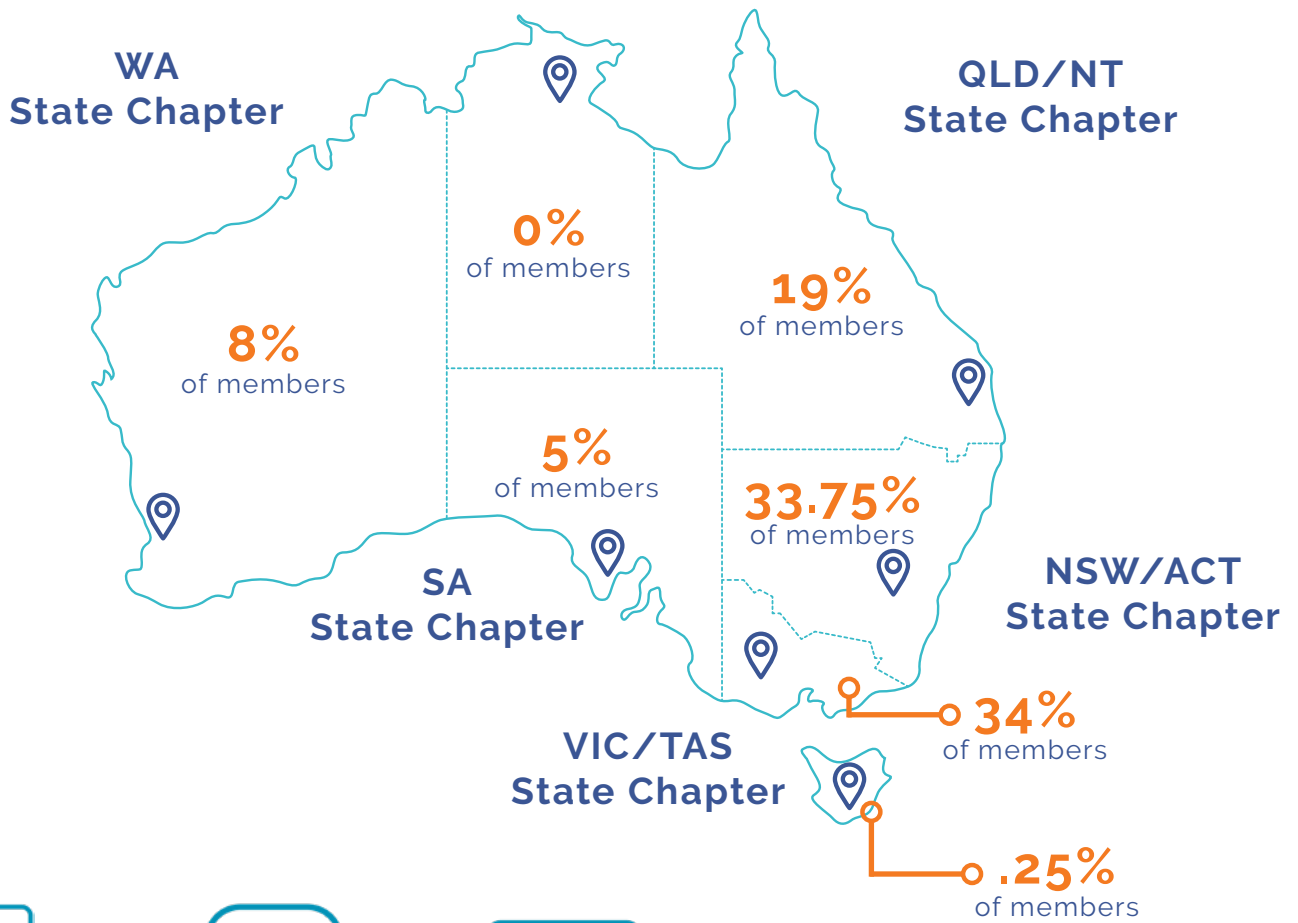 WA
State Chapter
QLD/NT
State Chapter
0%
of members
19%
of members
8%
of members
5%
of members
33.75%
of members
SA
State Chapter
NSW/ACT
State Chapter
34%
of members
VIC/TAS
State Chapter
.25%
of members